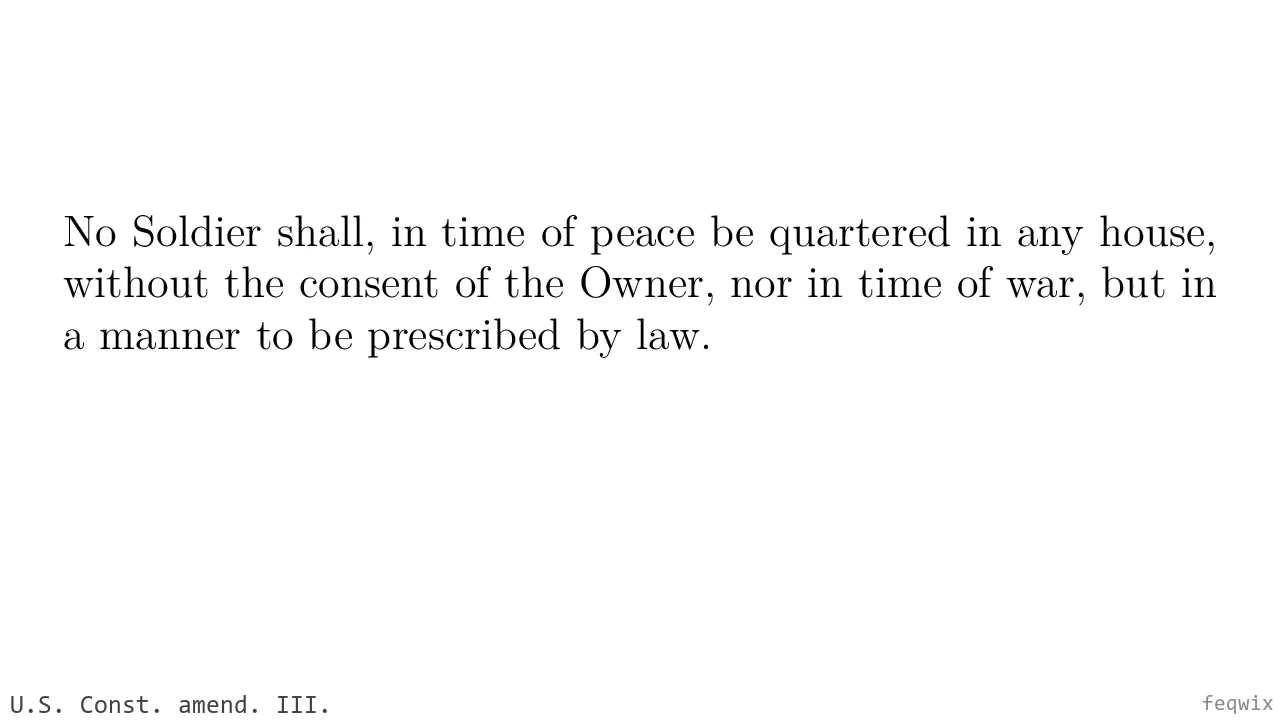 No Soldier shall, in time of peace be quartered in any house,
without the consent of the Owner, nor in time of war, but in
a manner to be prescribed by law.
U.S. Const. amend. III.
feqwix